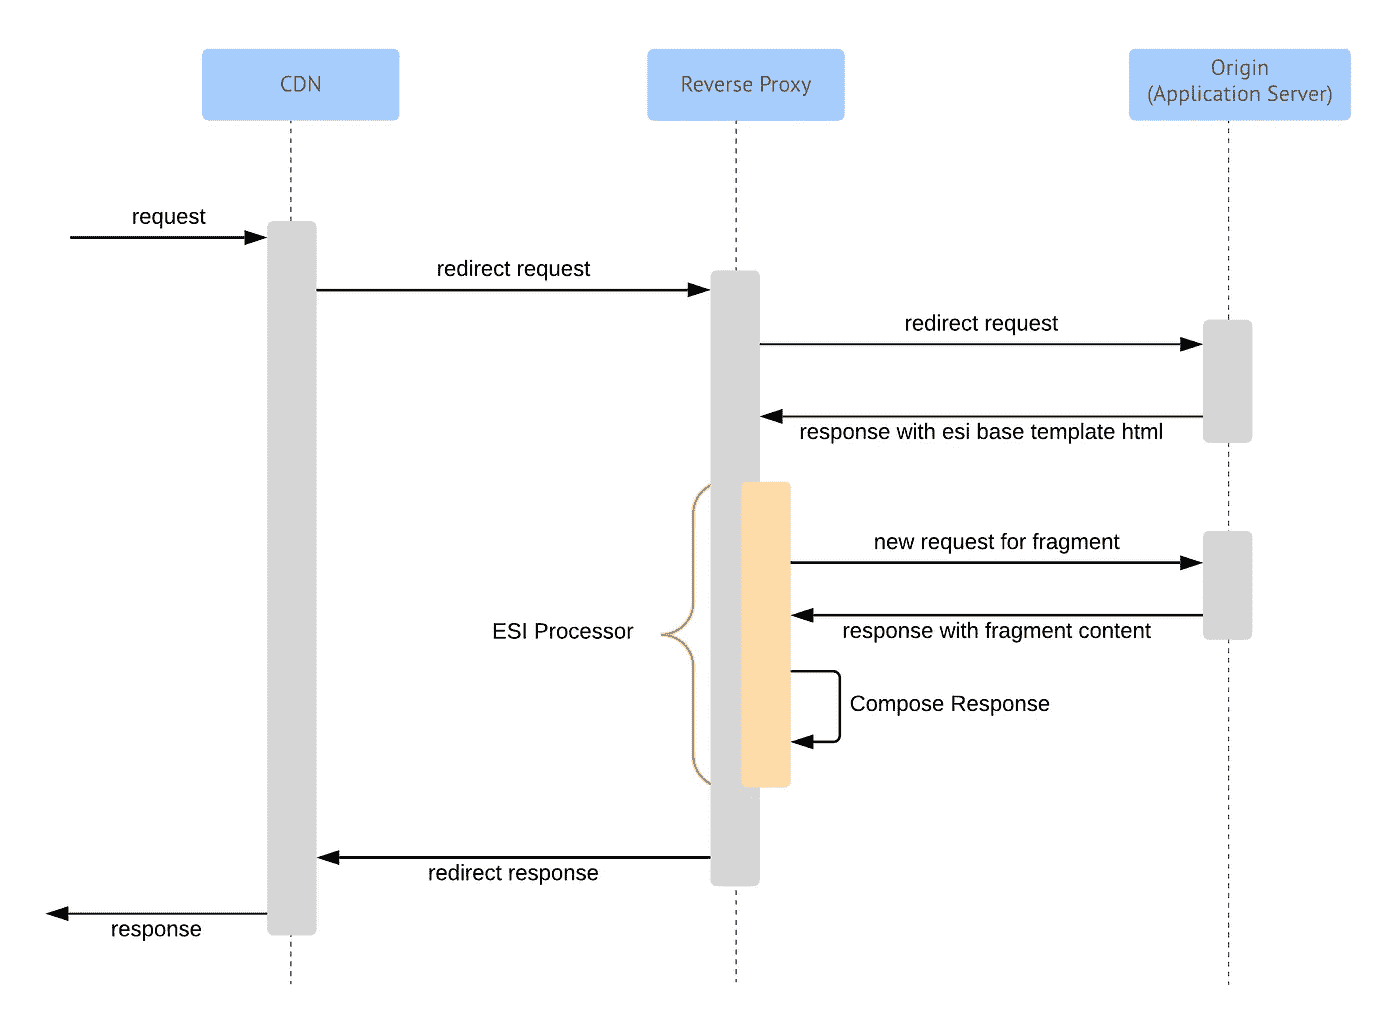 CDN
Reverse Proxy
Origin
(Application Server)
request
redirect request
redirect request
response with esi base template html
new request for fragment
response with fragment content
ESI Processor
Compose Response
redirect response
response